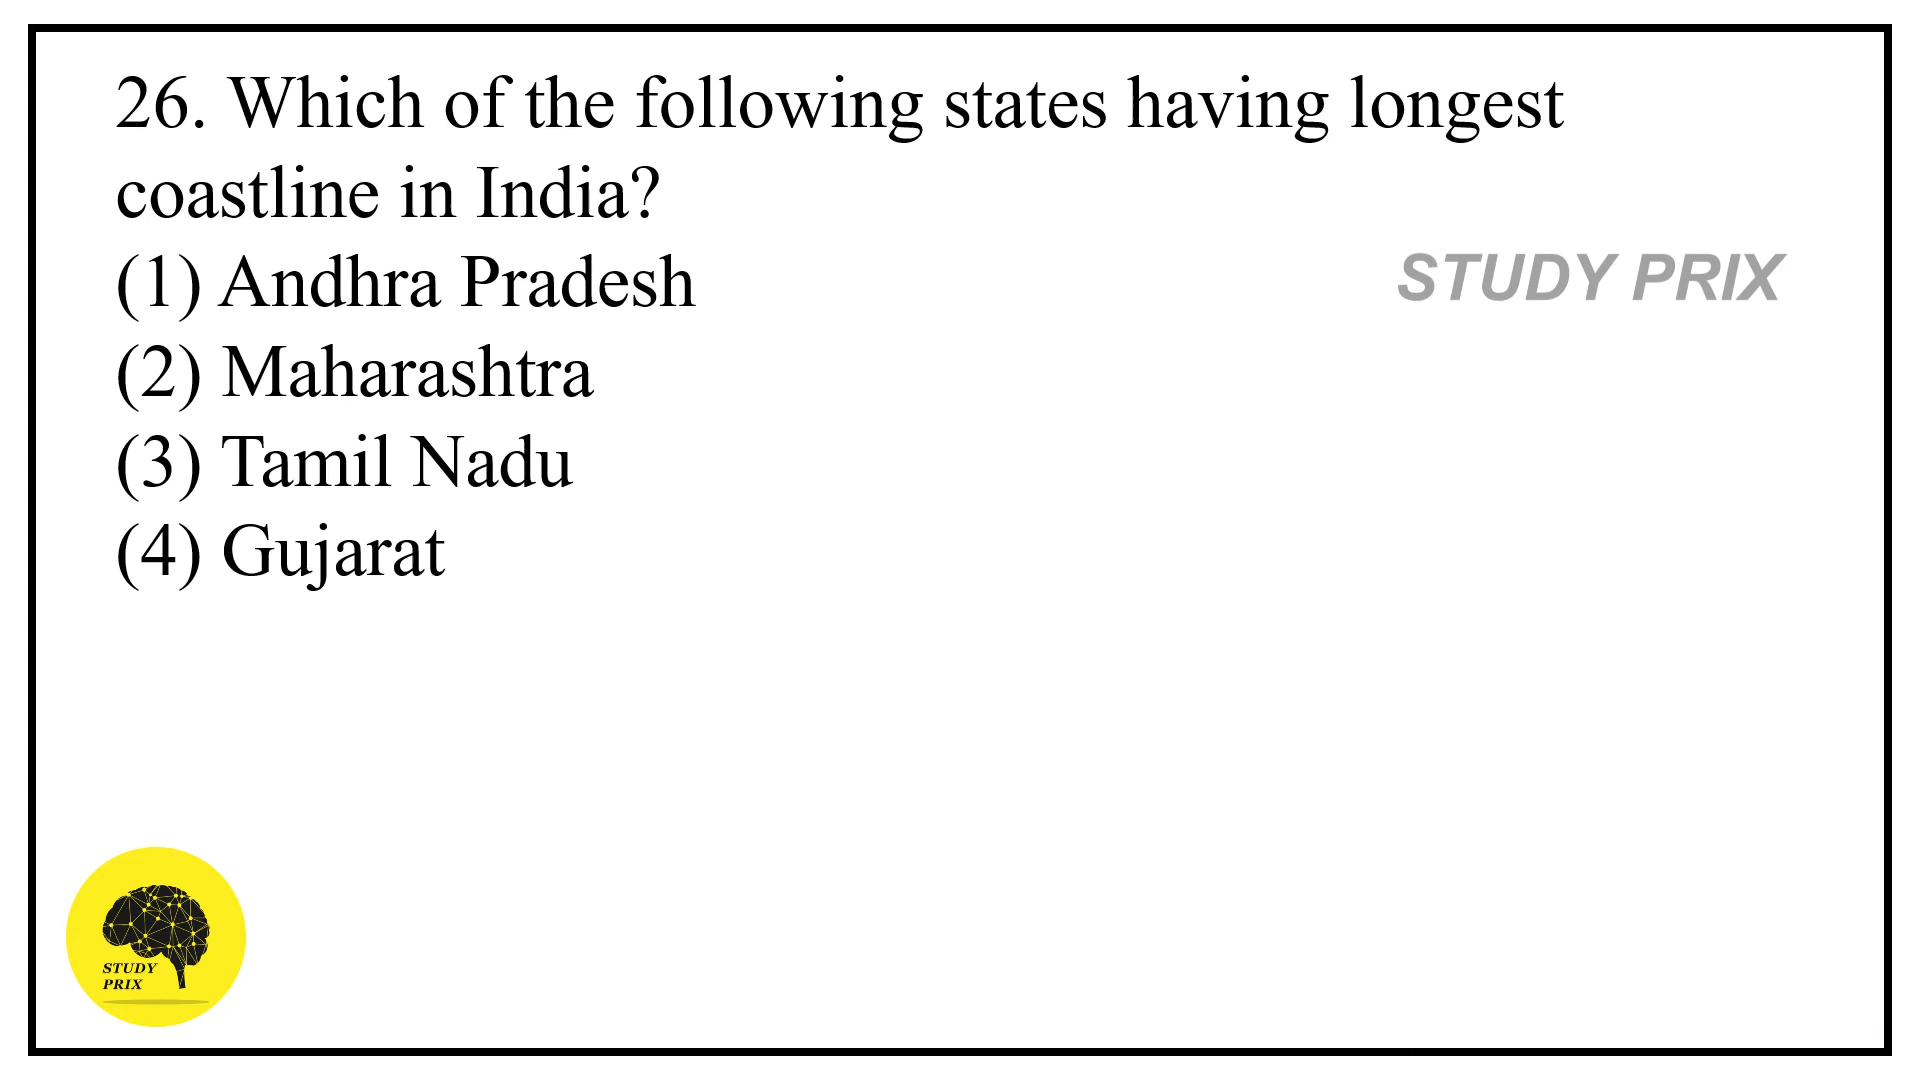 26. Which of the following states having longest
coastline in India?
(1) Andhra Pradesh
STUDY PRIX
(2) Maharashtra
(3) Tamil Nadu
(4) Gujarat
STUDY
PRIX